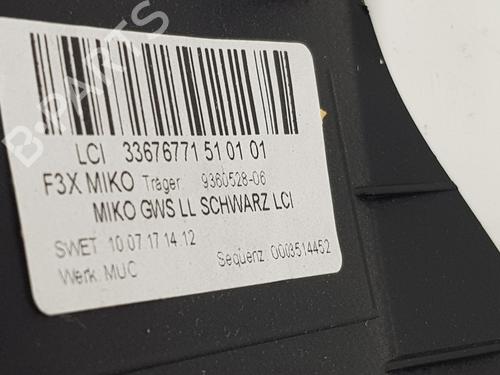 LCI 33676771 51 01 01
F3X MIKO Träger: 9360528-06
MIKO GWS LL SCHWARZ LCI
SWET 10.07.17 14.12
Werk: MUC Sequenz: 0003514452
B-PARTS